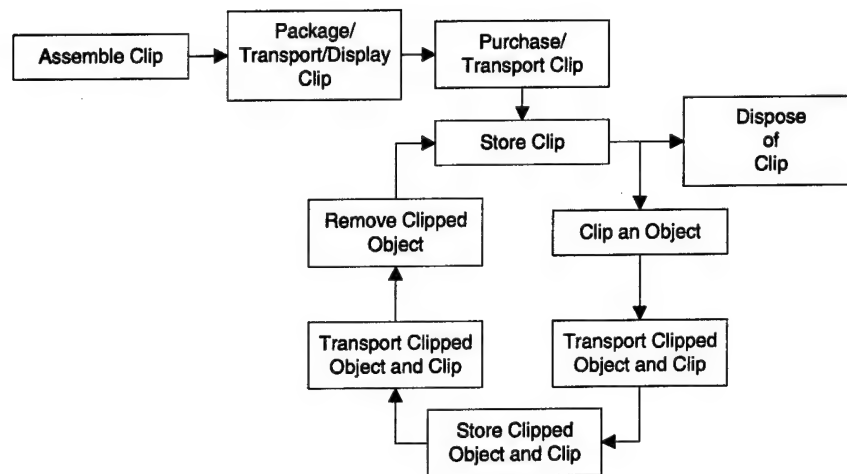 Assemble Clip
Package/
Transport/Display
Clip
Purchase/
Transport Clip
Store Clip
Dispose
of
Clip
Remove Clipped
Object
Clip an Object
Transport Clipped
Object and Clip
Transport Clipped
Object and Clip
Store Clipped
Object and Clip